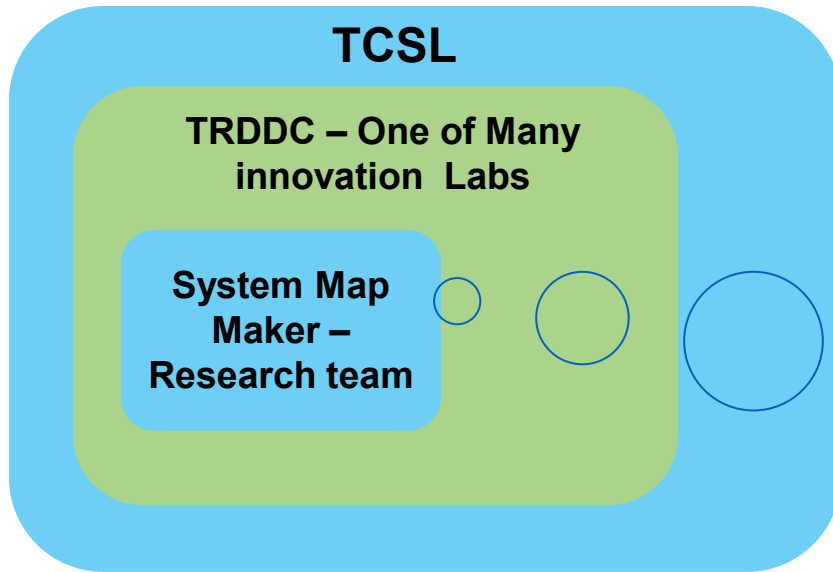 TCSL
TRDDC – One of Many
innovation Labs
System Map
Maker –
Research team